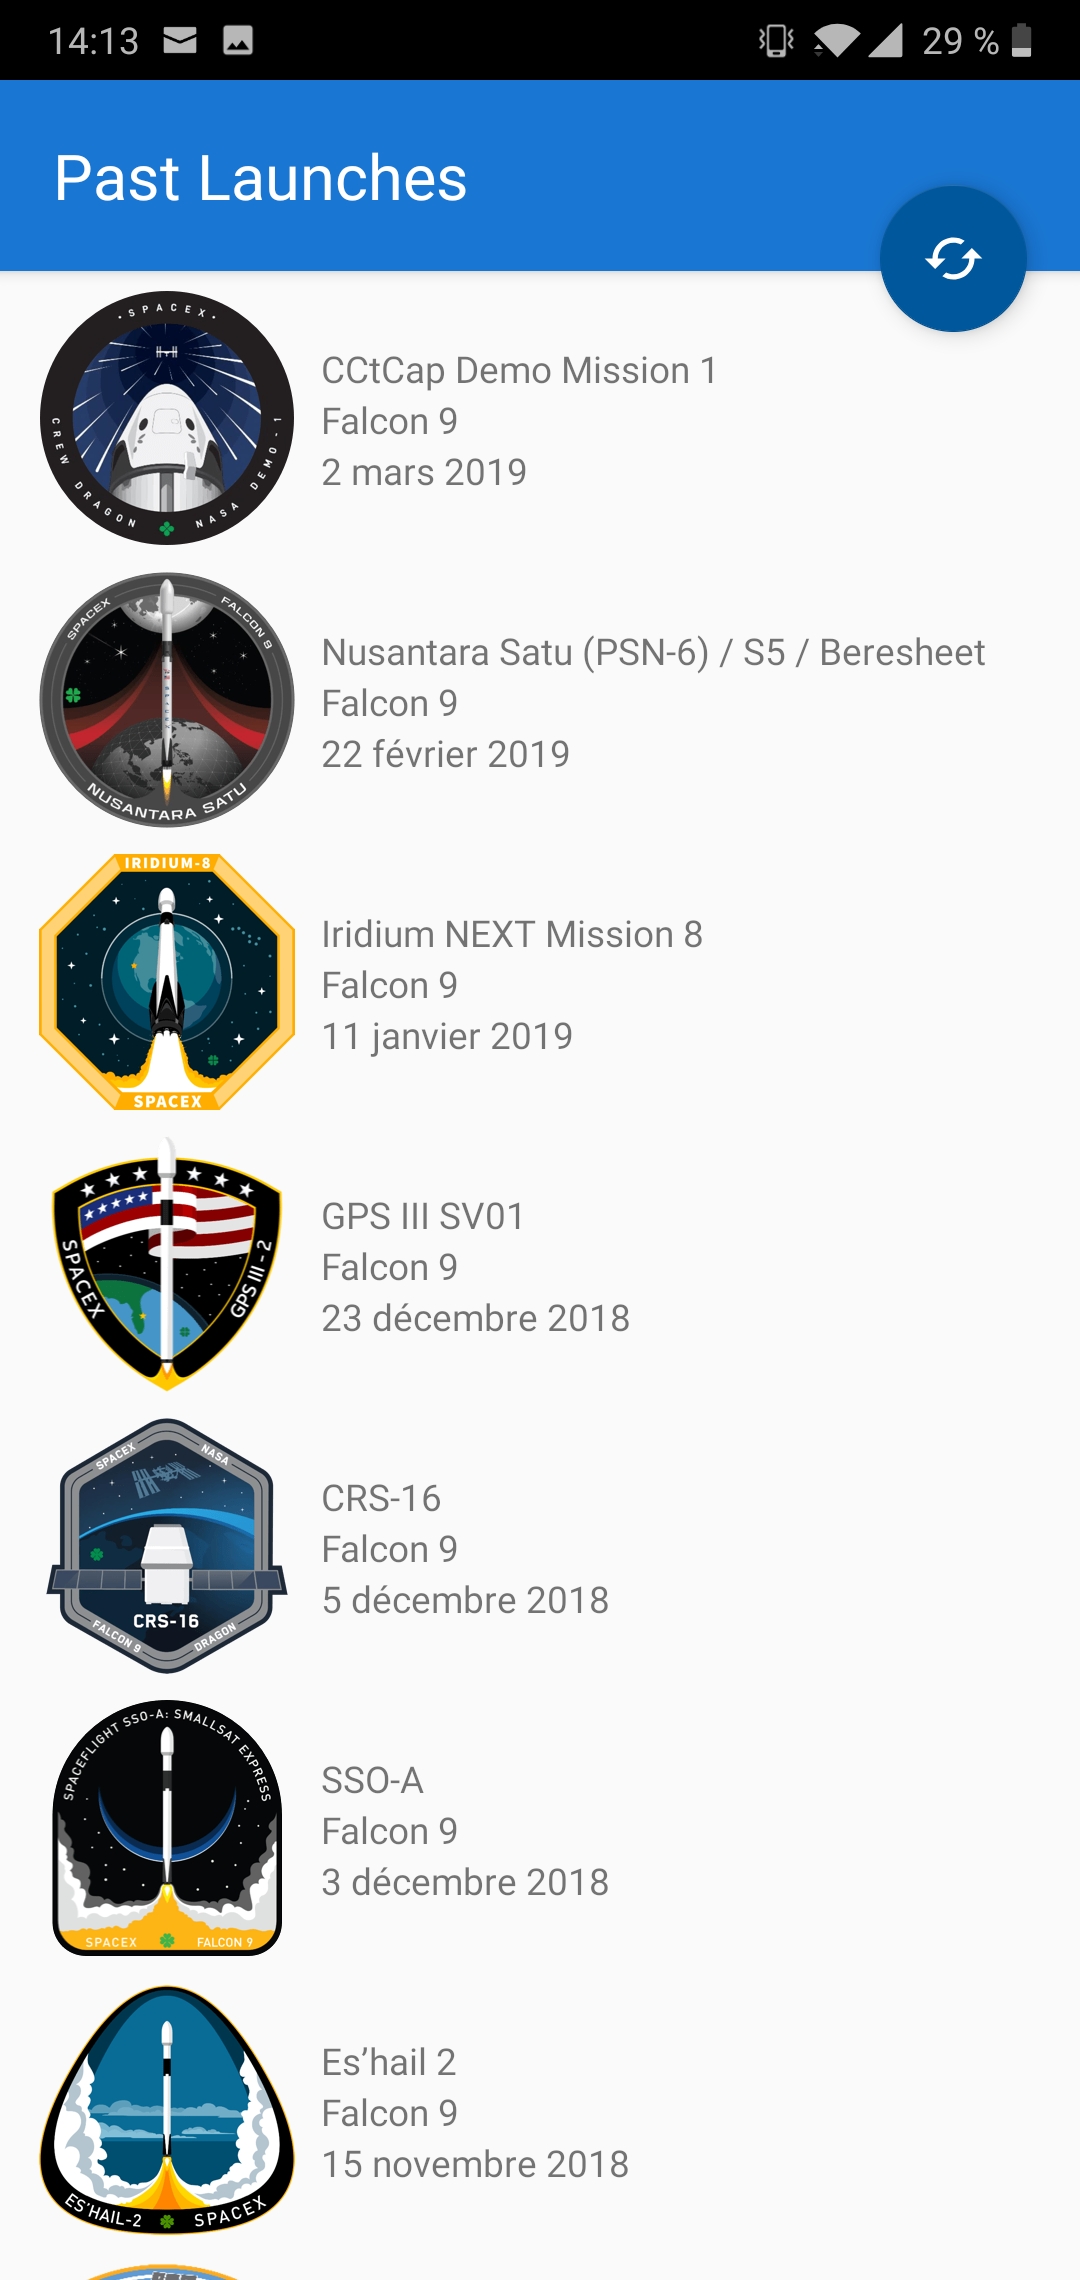 14:13
29 %
Past Launches
• SPACEX •
CREW DRAGON
NASA DEMO-1
CCtCap Demo Mission 1
Falcon 9
2 mars 2019
SPACEX
FALCON 9
NUSANTARA SATU
Nusantara Satu (PSN-6) / S5 / Beresheet
Falcon 9
22 février 2019
IRIDIUM-8
SPACEX
Iridium NEXT Mission 8
Falcon 9
11 janvier 2019
SPACEX
GPS III - 2
GPS III SV01
Falcon 9
23 décembre 2018
SPACEX
NASA
CRS-16
FALCON 9
DRAGON
CRS-16
Falcon 9
5 décembre 2018
SPACEFLIGHT SSO-A: SMALLSAT EXPRESS
SPACEX
FALCON 9
SSO-A
Falcon 9
3 décembre 2018
ES'HAIL-2
SPACEX
Es’hail 2
Falcon 9
15 novembre 2018